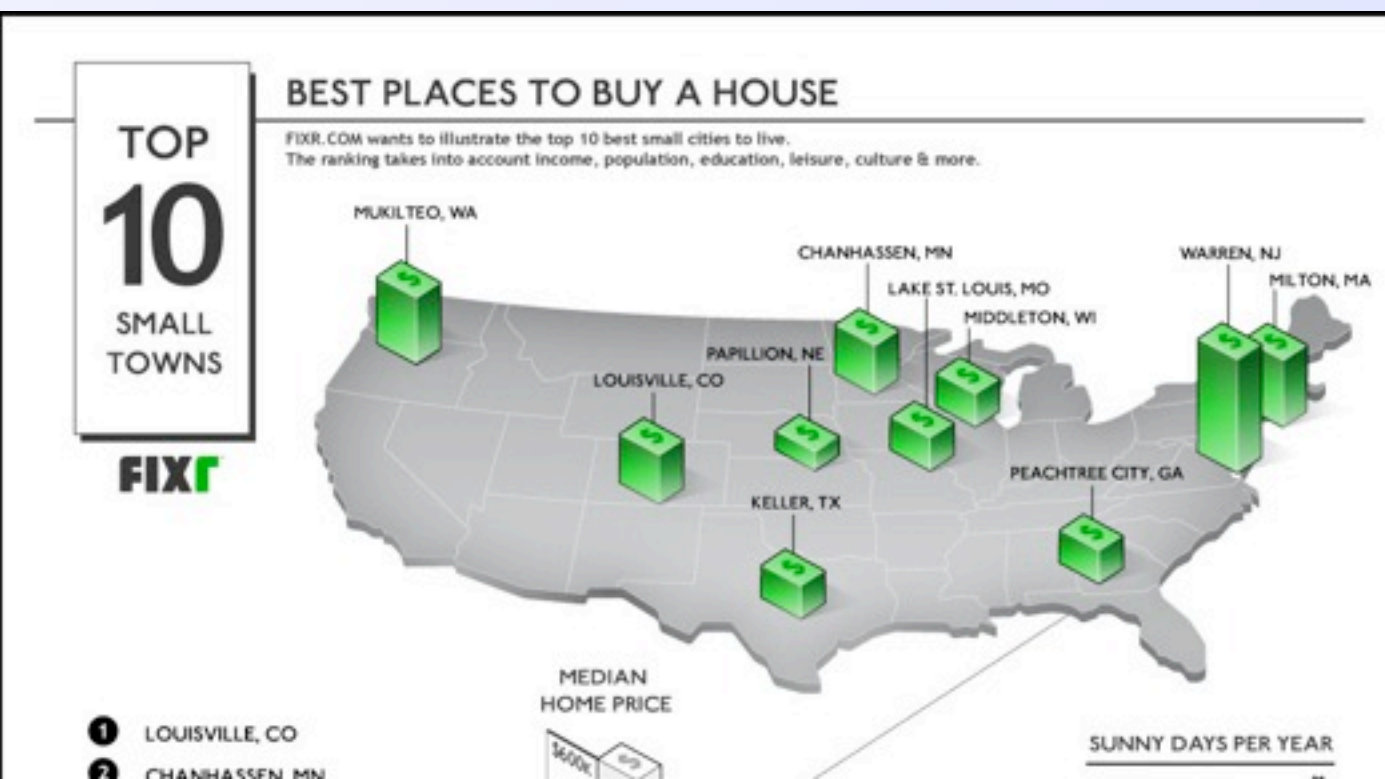 TOP
10
SMALL
TOWNS
FIXr
BEST PLACES TO BUY A HOUSE
FIXR.COM wants to illustrate the top 10 best small cities to live.
The ranking takes into account income, population, education, leisure, culture & more.
MUKILTEO, WA
CHANHASSEN, MN
WARREN, NJ
LAKE ST. LOUIS, MO
MILTON, MA
MIDDLETON, WI
PAPILLION, NE
LOUISVILLE, CO
PEACHTREE CITY, GA
KELLER, TX
MEDIAN
HOME PRICE
$600K
1 LOUISVILLE, CO
2 CHANHASSEN, MN
SUNNY DAYS PER YEAR